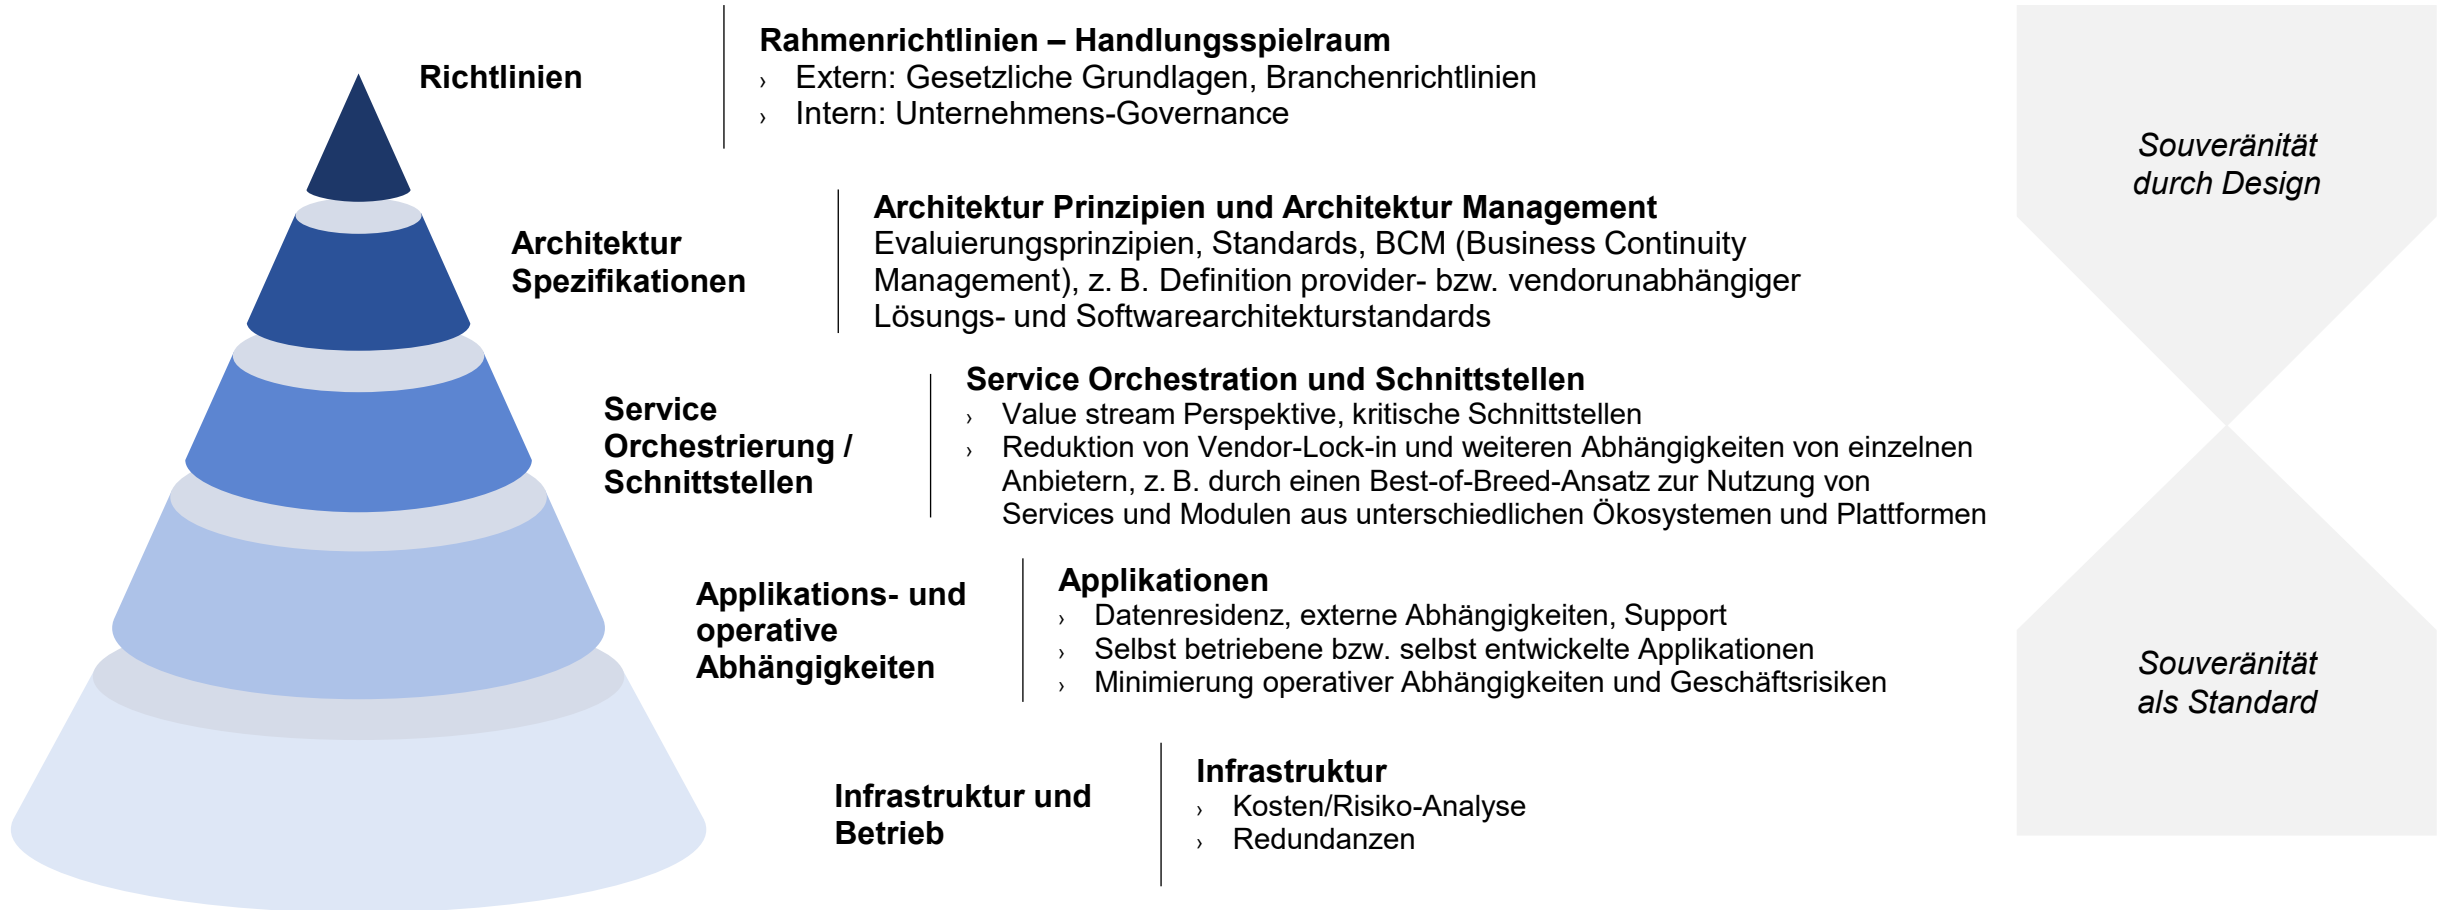 Richtlinien
Rahmenrichtlinien – Handlungsspielraum
› Extern: Gesetzliche Grundlagen, Branchenrichtlinien
› Intern: Unternehmens-Governance
Architektur
Spezifikationen
Architektur Prinzipien und Architektur Management
Evaluierungsprinzipien, Standards, BCM (Business Continuity
Management), z. B. Definition provider- bzw. vendorunabhängiger
Lösungs- und Softwarearchitekturstandards
Service
Orchestrierung /
Schnittstellen
Service Orchestration und Schnittstellen
› Value stream Perspektive, kritische Schnittstellen
› Reduktion von Vendor-Lock-in und weiteren Abhängigkeiten von einzelnen
Anbietern, z. B. durch einen Best-of-Breed-Ansatz zur Nutzung von
Services und Modulen aus unterschiedlichen Ökosystemen und Plattformen
Applikations- und
operative
Abhängigkeiten
Applikationen
› Datenresidenz, externe Abhängigkeiten, Support
› Selbst betriebene bzw. selbst entwickelte Applikationen
› Minimierung operativer Abhängigkeiten und Geschäftsrisiken
Infrastruktur und
Betrieb
Infrastruktur
› Kosten/Risiko-Analyse
› Redundanzen
Souveränität
durch Design
Souveränität
als Standard